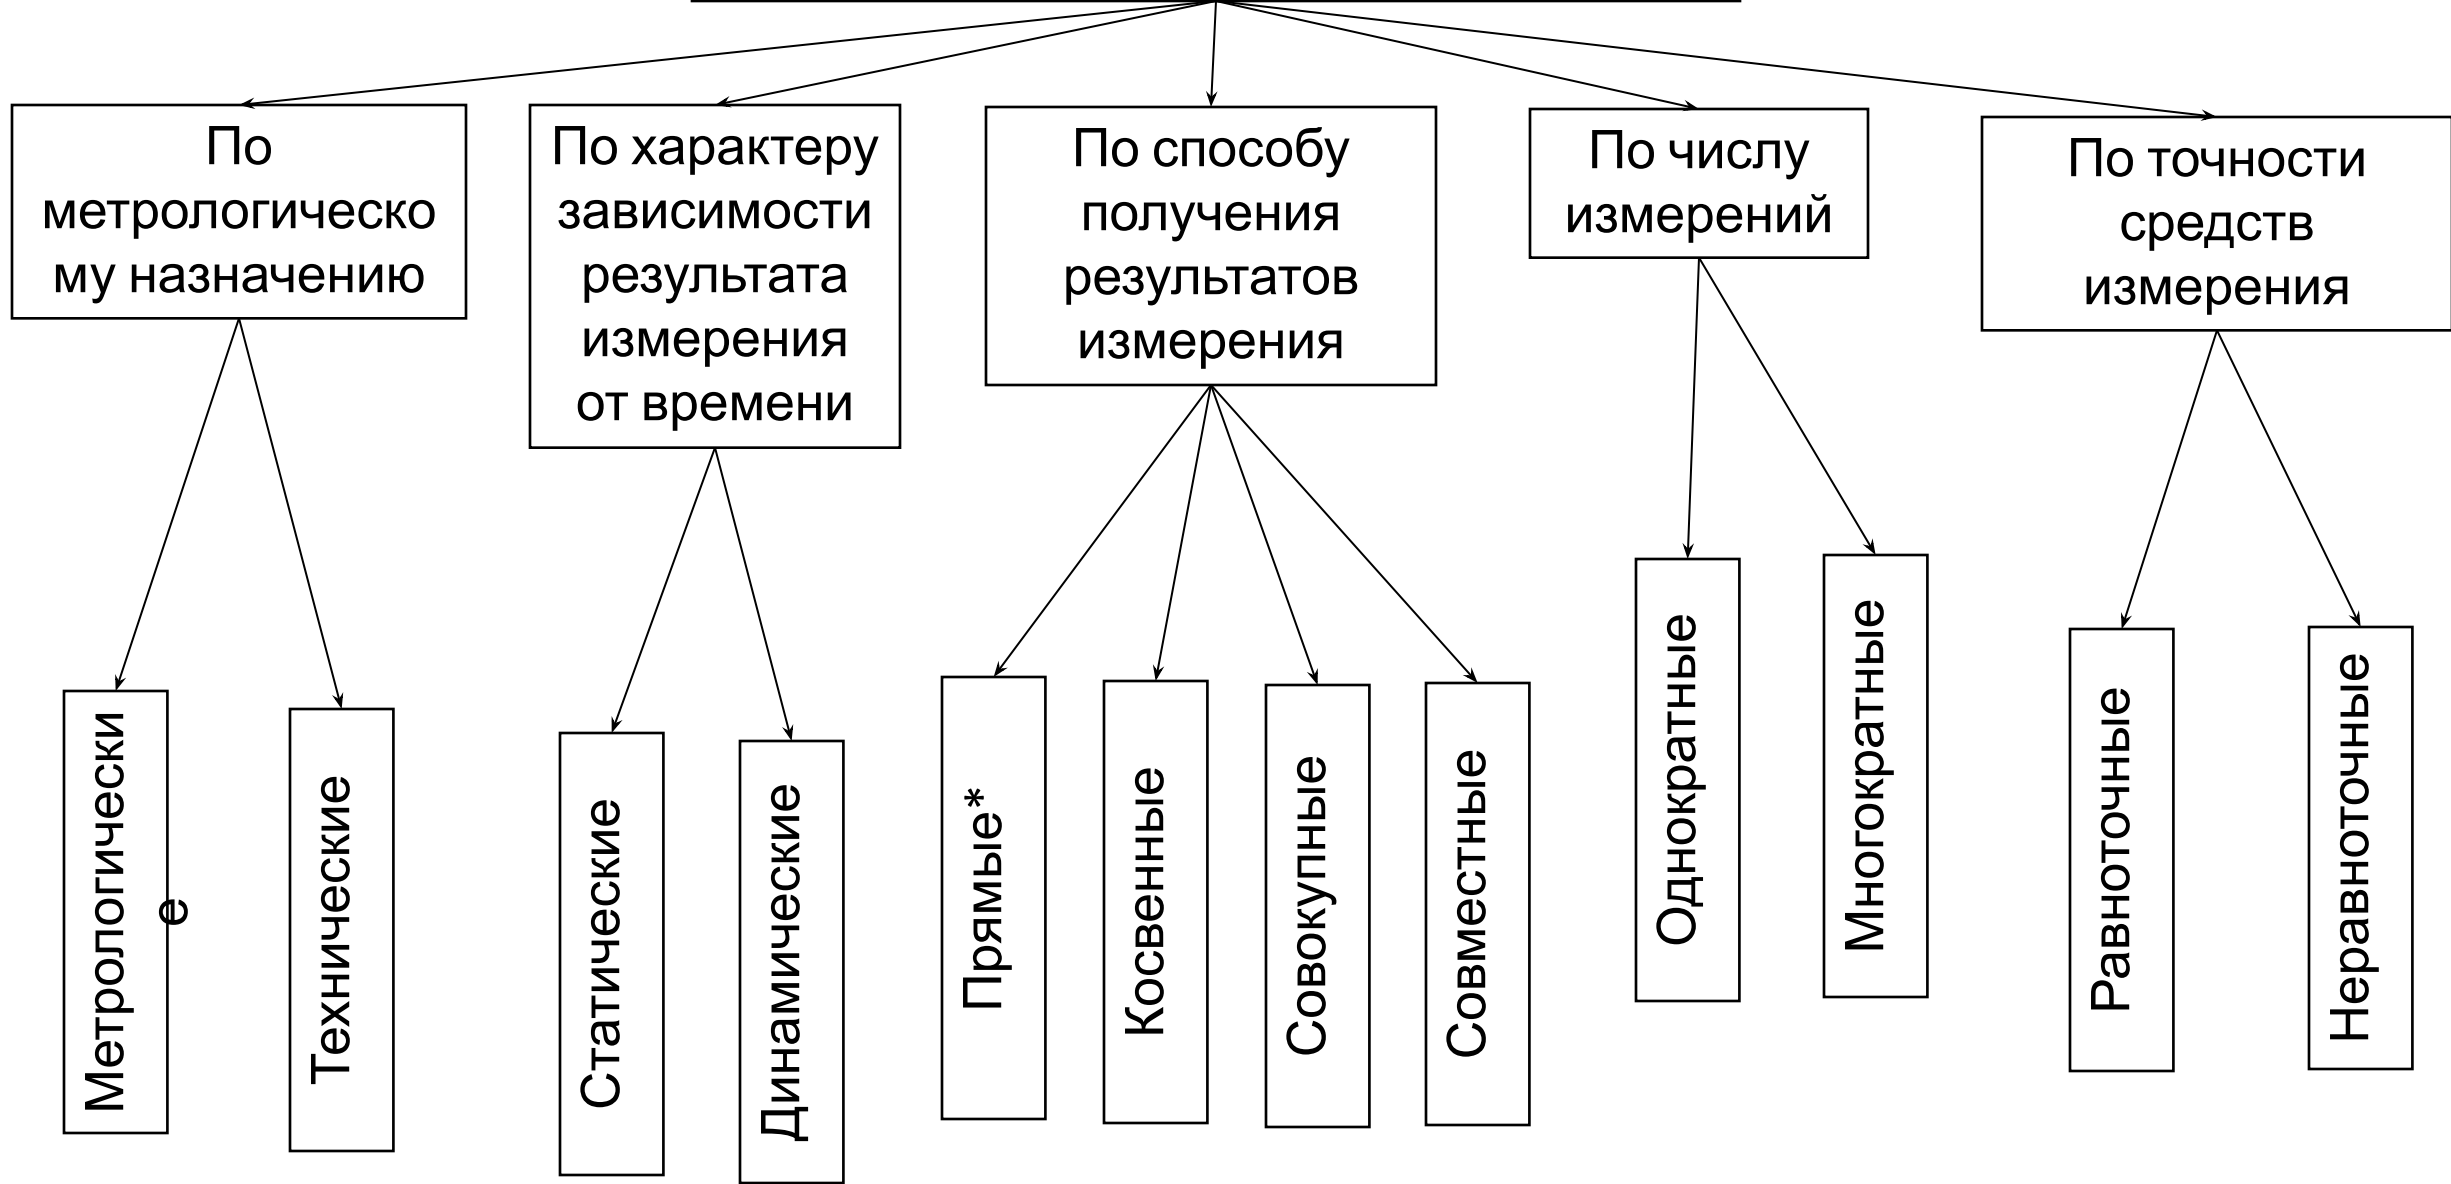 По
метрологическо
му назначению
По характеру
зависимости
результата
измерения
от времени
По способу
получения
результатов
измерения
По числу
измерений
По точности
средств
измерения
Метрологически
е
Технические
Статические
Динамические
Прямые*
Косвенные
Совокупные
Совместные
Однократные
Многократные
Равноточные
Неравноточные